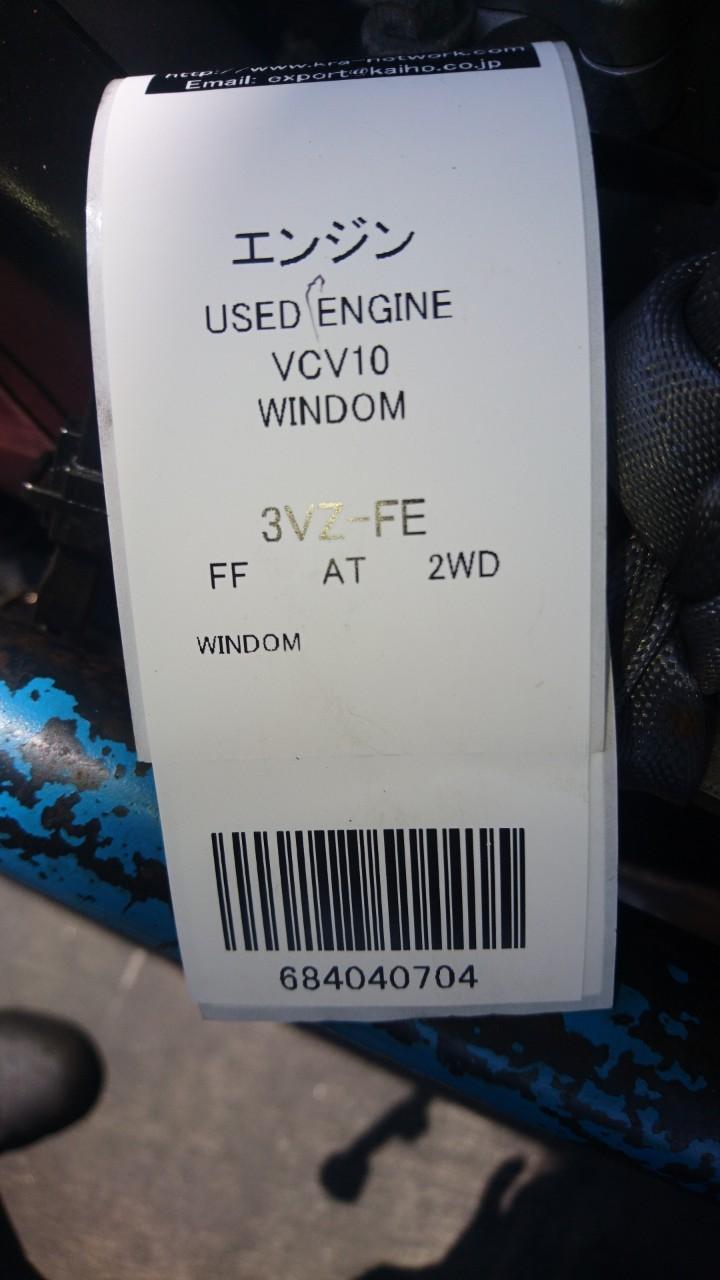 http://www.kra-network.com
Email: export@kaiho.co.jp
エンジン
USED ENGINE
VCV10
WINDOM
3VZ-FE
FF AT 2WD
WINDOM
684040704